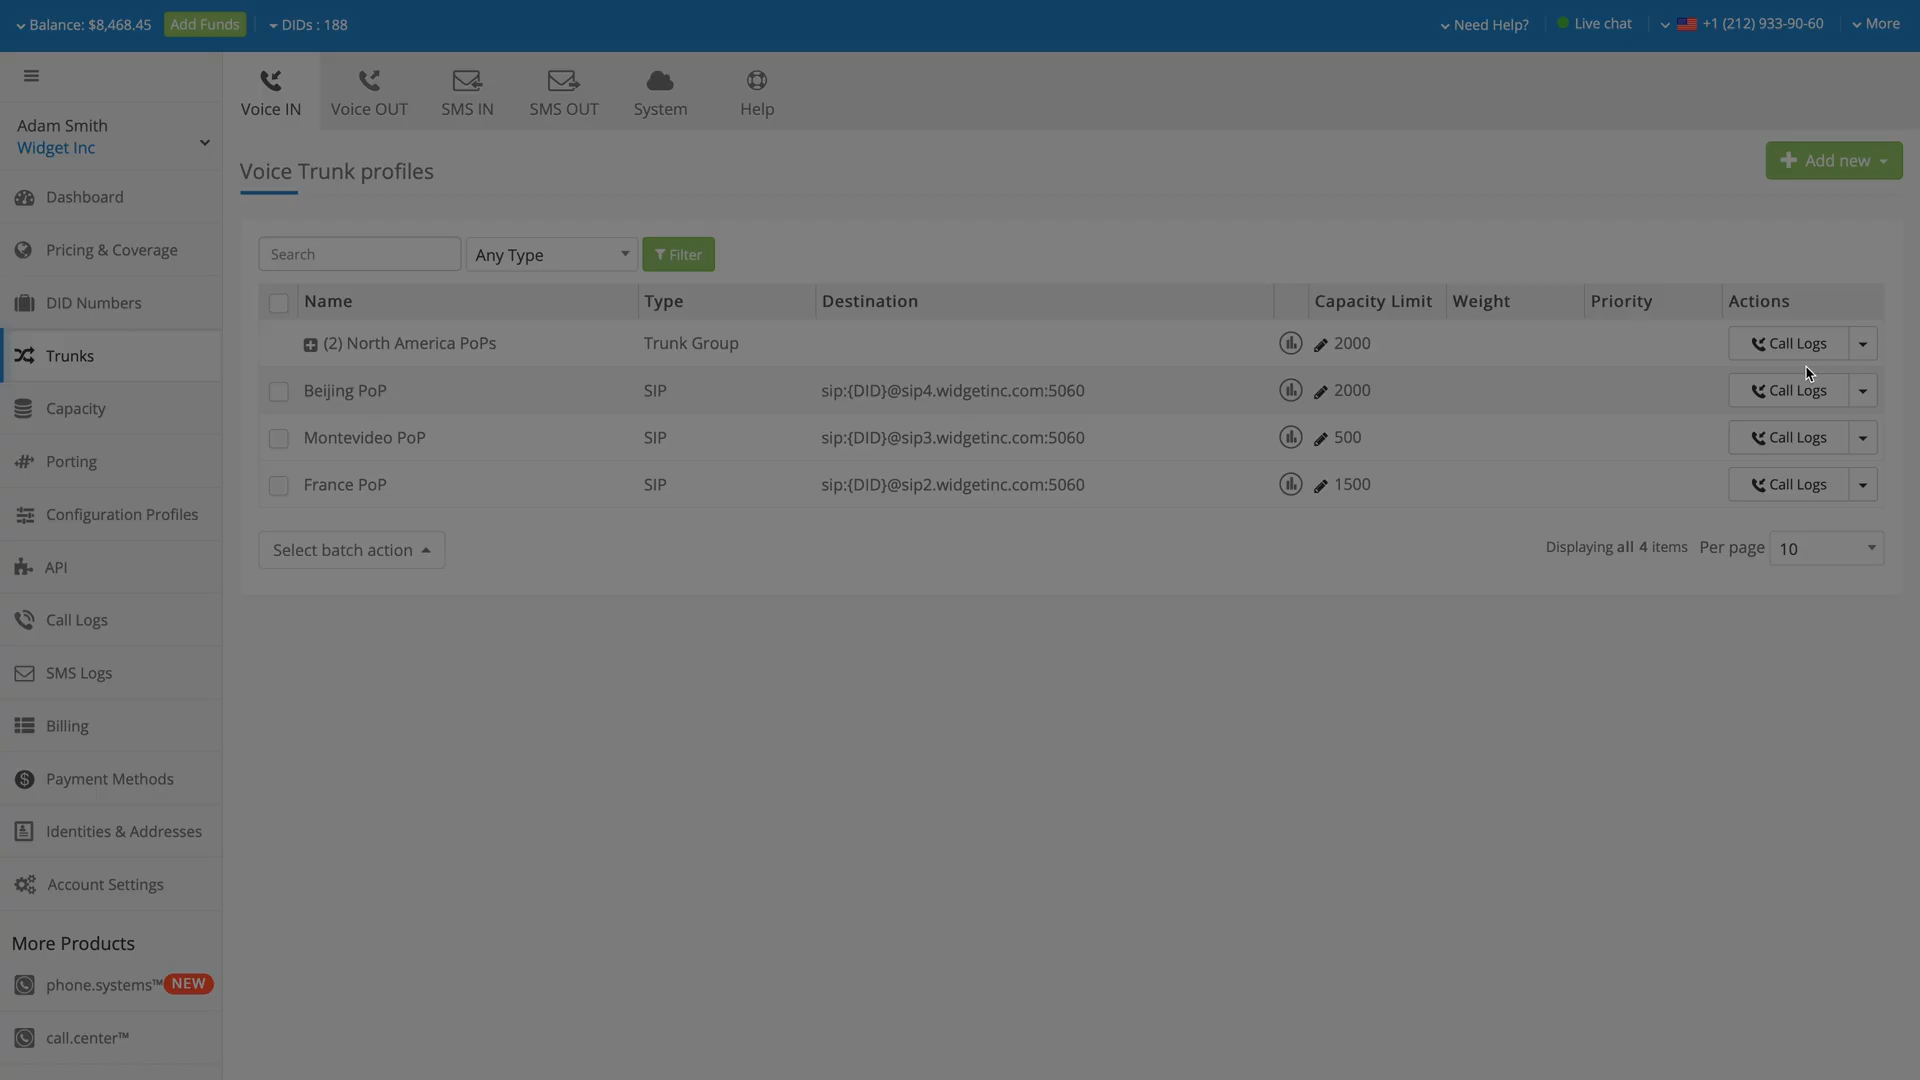 Balance: $8,468.45 Add Funds DIDs : 188 Need Help? Live chat +1 (212) 933-90-60 More
Voice IN Voice OUT SMS IN SMS OUT System Help
Adam Smith
Widget Inc
Dashboard
Pricing & Coverage
DID Numbers
Trunks
Capacity
Porting
Configuration Profiles
API
Call Logs
SMS Logs
Billing
Payment Methods
Identities & Addresses
Account Settings
More Products
phone.systems™ NEW
call.center™
Voice Trunk profiles
Add new
Search Any Type Filter
Name Type Destination Capacity Limit Weight Priority Actions
(2) North America PoPs Trunk Group 2000 Call Logs
Beijing PoP SIP sip:{DID}@sip4.widgetinc.com:5060 2000 Call Logs
Montevideo PoP SIP sip:{DID}@sip3.widgetinc.com:5060 500 Call Logs
France PoP SIP sip:{DID}@sip2.widgetinc.com:5060 1500 Call Logs
Select batch action Displaying all 4 items Per page 10